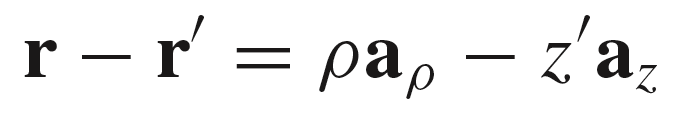 r − r′ = ρa_ρ − z′a_z